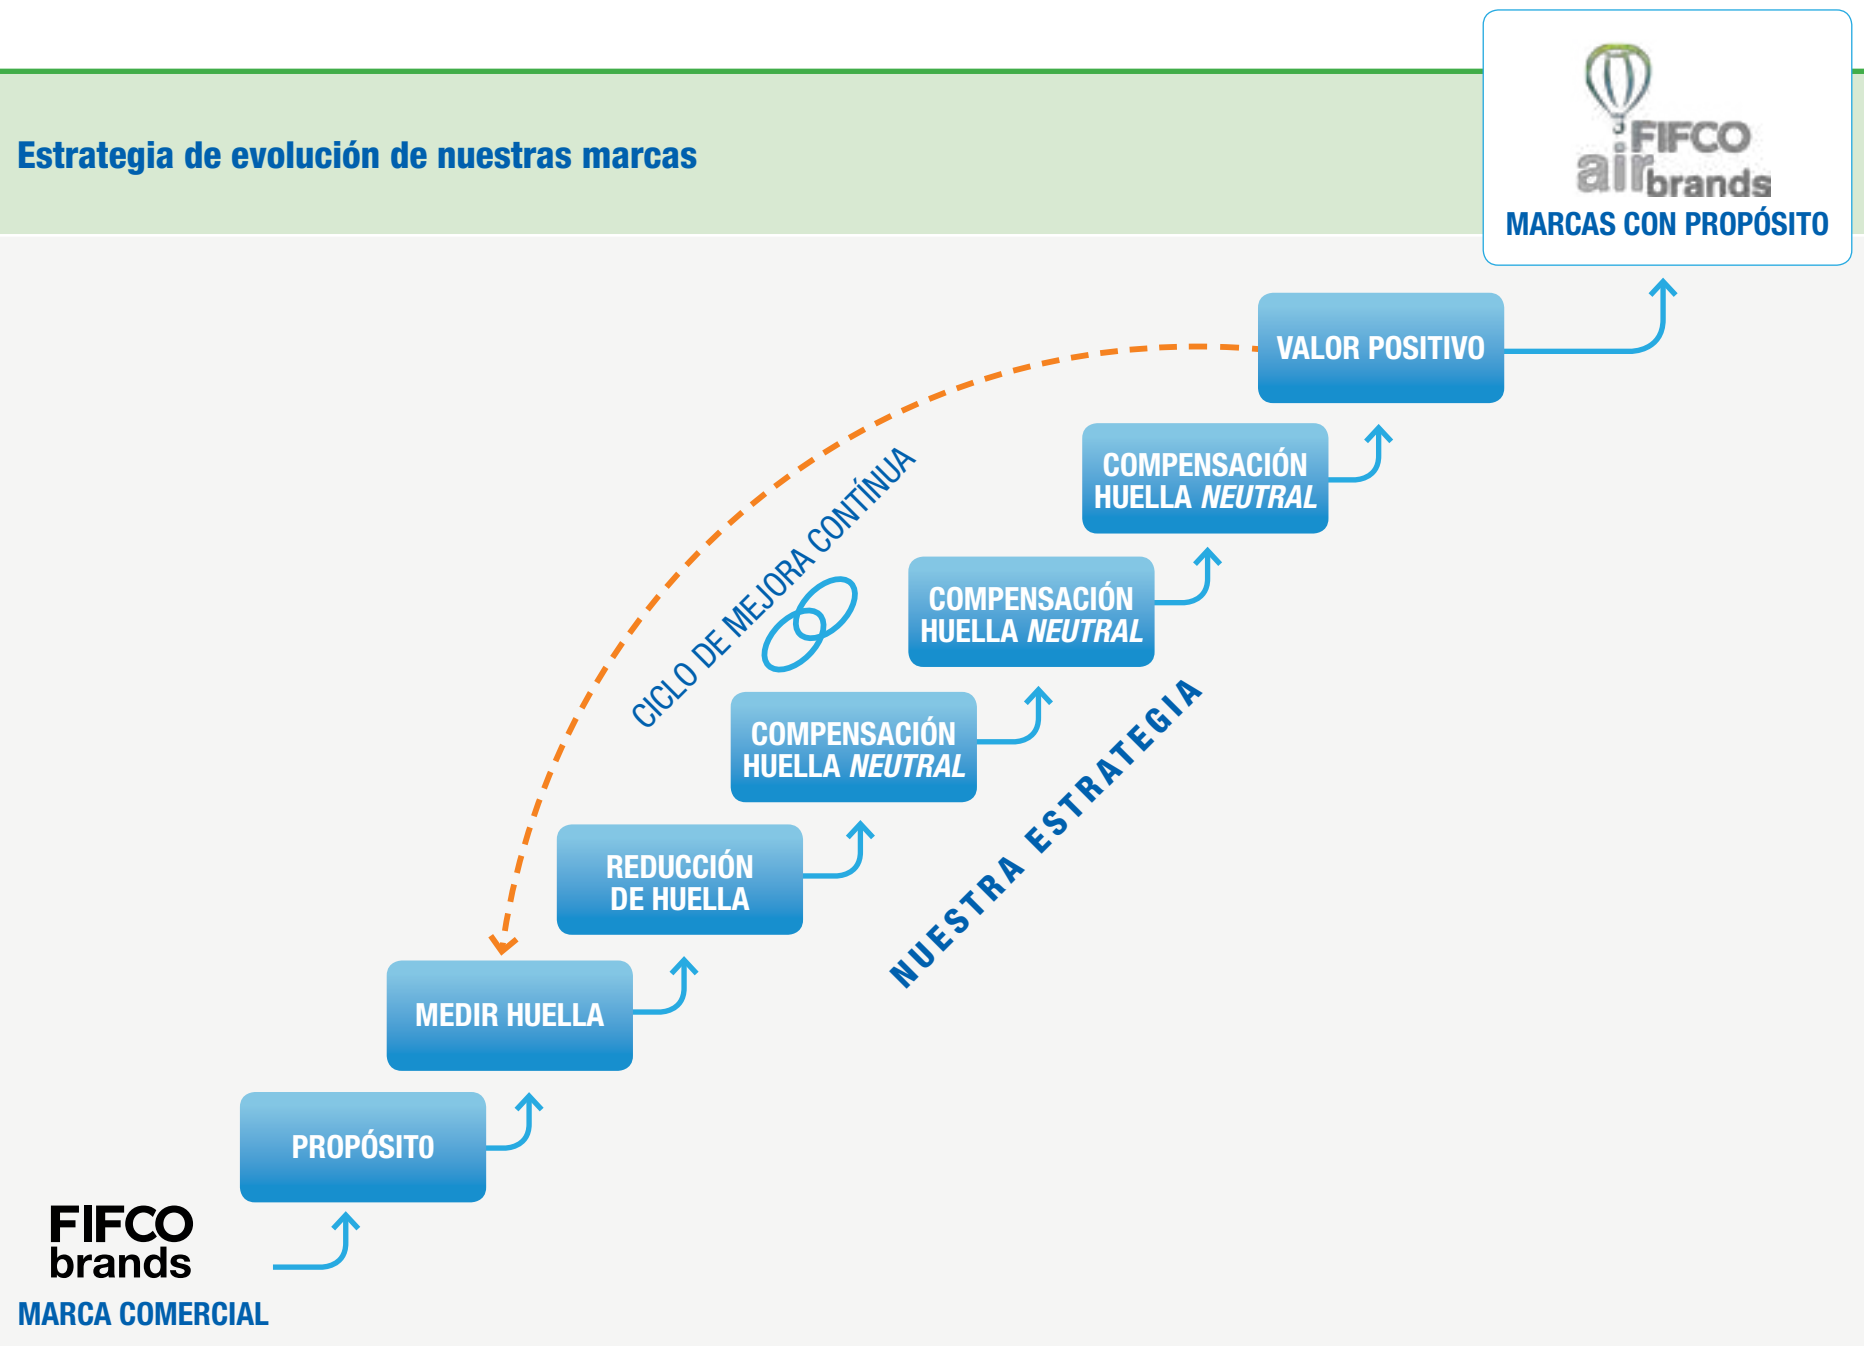 FIFCO
air brands
MARCAS CON PROPÓSITO
Estrategia de evolución de nuestras marcas
VALOR POSITIVO
COMPENSACIÓN
HUELLA NEUTRAL
COMPENSACIÓN
HUELLA NEUTRAL
COMPENSACIÓN
HUELLA NEUTRAL
CICLO DE MEJORA CONTÍNUA
NUESTRA ESTRATEGIA
REDUCCIÓN
DE HUELLA
MEDIR HUELLA
PROPÓSITO
FIFCO
brands
MARCA COMERCIAL